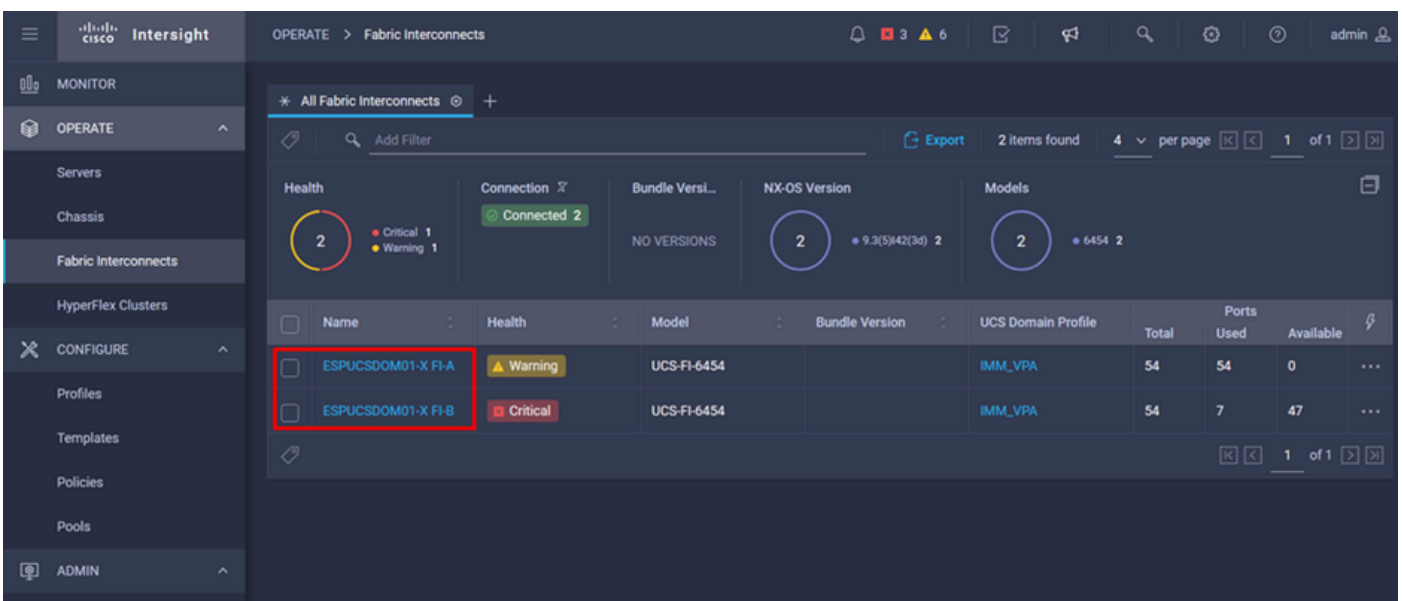 cisco Intersight
OPERATE > Fabric Interconnects
3 6
admin
MONITOR
OPERATE
Servers
Chassis
Fabric Interconnects
HyperFlex Clusters
CONFIGURE
Profiles
Templates
Policies
Pools
ADMIN
All Fabric Interconnects
Add Filter
Export 2 items found 4 per page 1 of 1
Health Connection Bundle Versi... NX-OS Version Models
2
Critical 1
Warning 1
Connected 2
NO VERSIONS
2 9.3(5)I42(3d) 2
2 6454 2
Name Health Model Bundle Version UCS Domain Profile Ports
Total Used Available
ESPUCSDOM01-X FI-A Warning UCS-FI-6454 IMM_VPA 54 54 0 ...
ESPUCSDOM01-X FI-B Critical UCS-FI-6454 IMM_VPA 54 7 47 ...
1 of 1